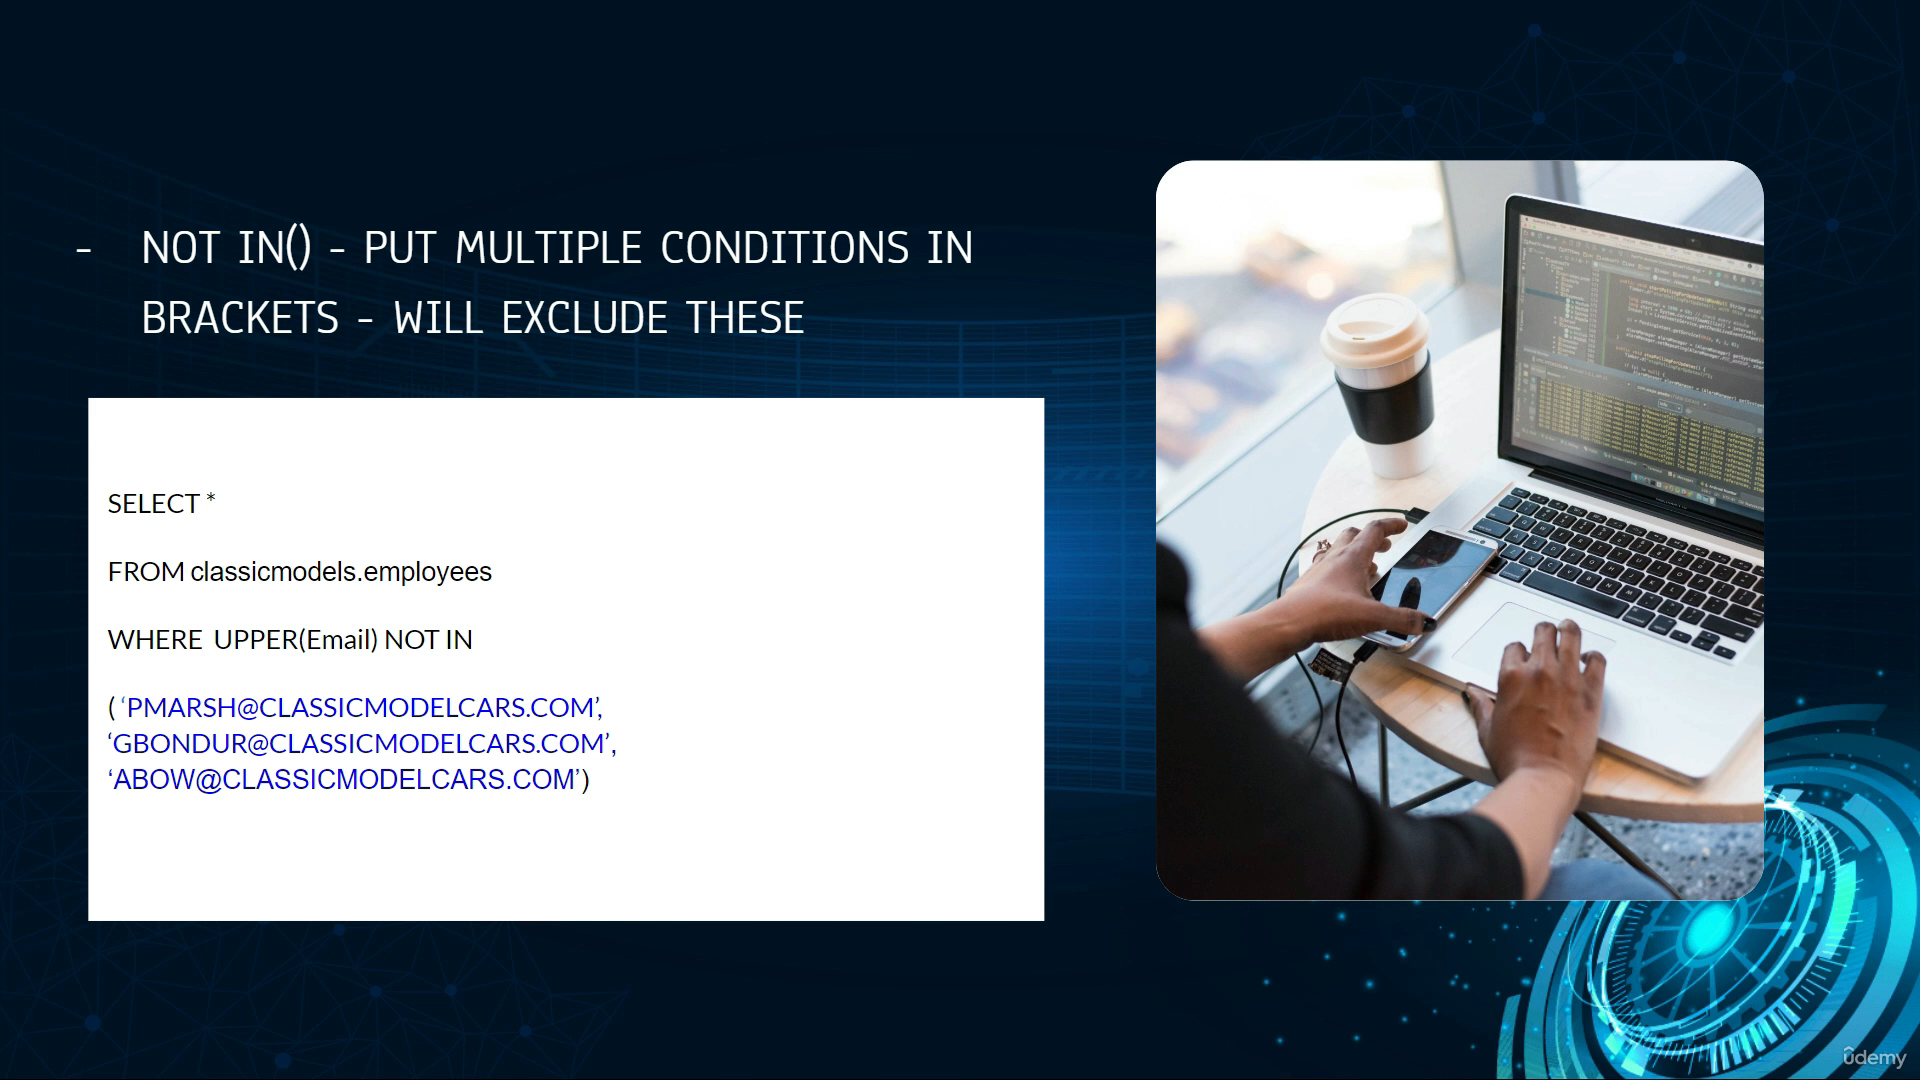 - NOT IN() - PUT MULTIPLE CONDITIONS IN
BRACKETS - WILL EXCLUDE THESE
SELECT *
FROM classicmodels.employees
WHERE  UPPER(Email) NOT IN
( ‘PMARSH@CLASSICMODELCARS.COM’,
‘GBONDUR@CLASSICMODELCARS.COM’,
‘ABOW@CLASSICMODELCARS.COM’)
ûdemy